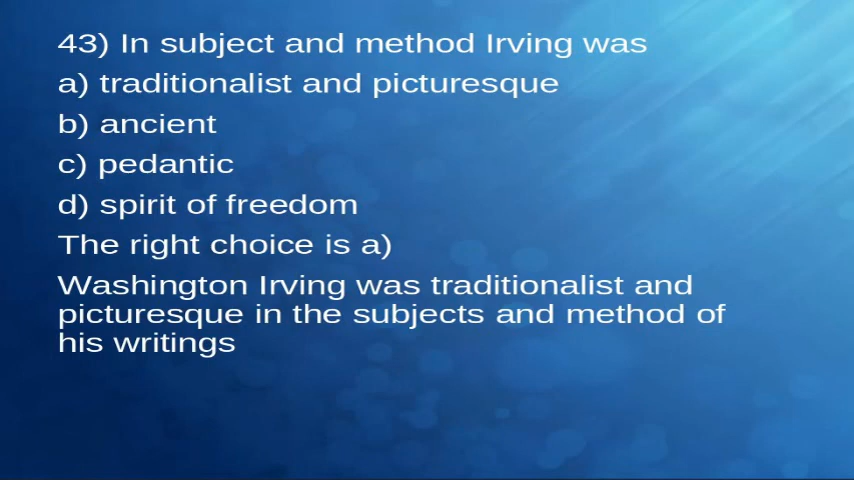 43) In subject and method Irving was
a) traditionalist and picturesque
b) ancient
c) pedantic
d) spirit of freedom
The right choice is a)
Washington Irving was traditionalist and
picturesque in the subjects and method of
his writings